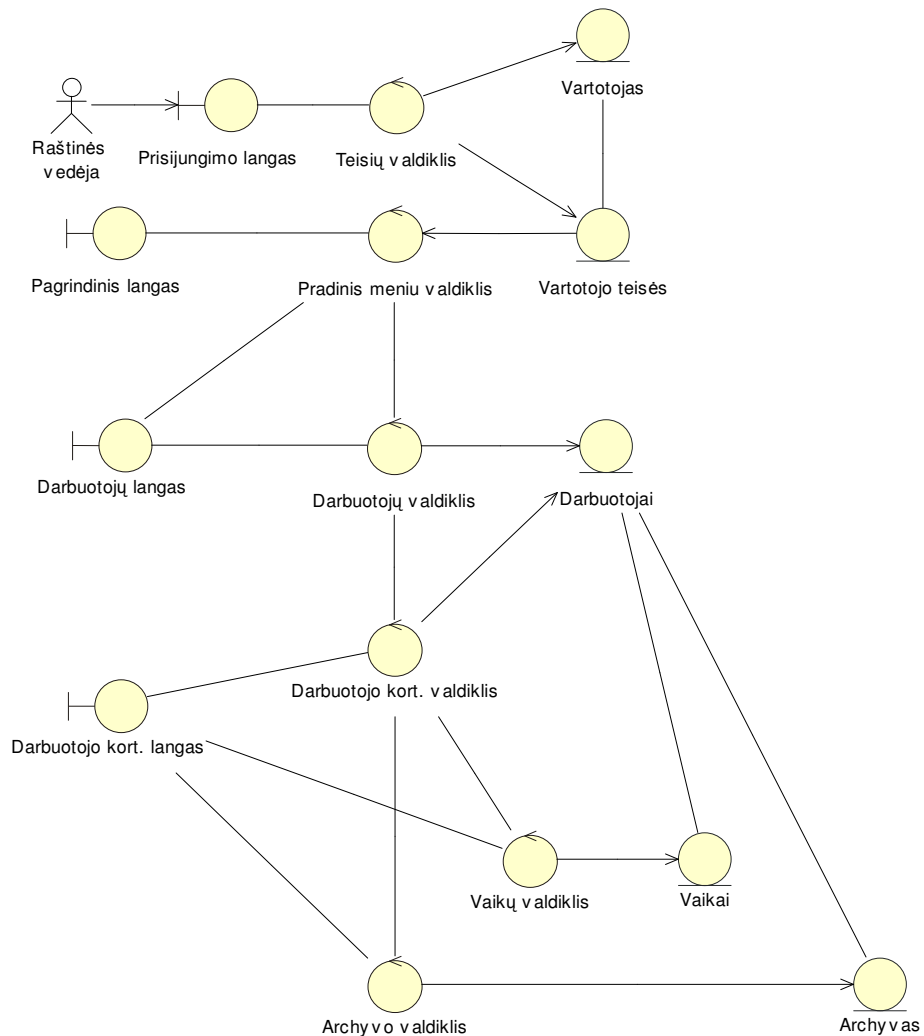 Vartotojas
Raštinės
vedėja
Prisijungimo langas
Teisių valdiklis
Pagrindinis langas
Pradinis meniu valdiklis
Vartotojo teisės
Darbuotojų langas
Darbuotojų valdiklis
Darbuotojai
Darbuotojo kort. valdiklis
Darbuotojo kort. langas
Vaikų valdiklis
Vaikai
Archyvo valdiklis
Archyvas